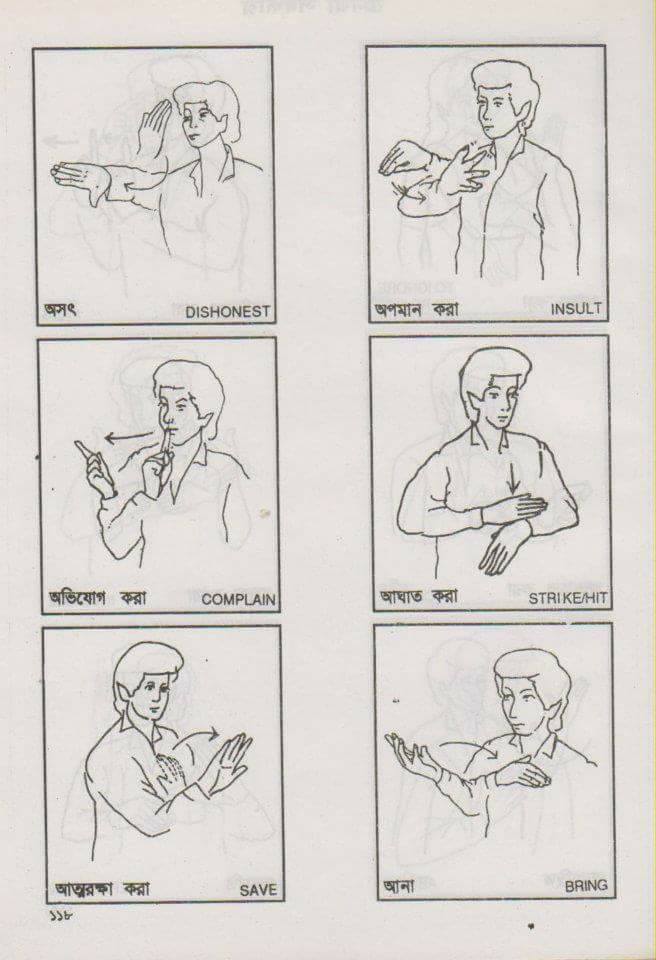 অসৎ DISHONEST
অপমান করা INSULT
অভিযোগ করা COMPLAIN
আঘাত করা STRIKE/HIT
আত্মরক্ষা করা SAVE
আনা BRING
১১৮